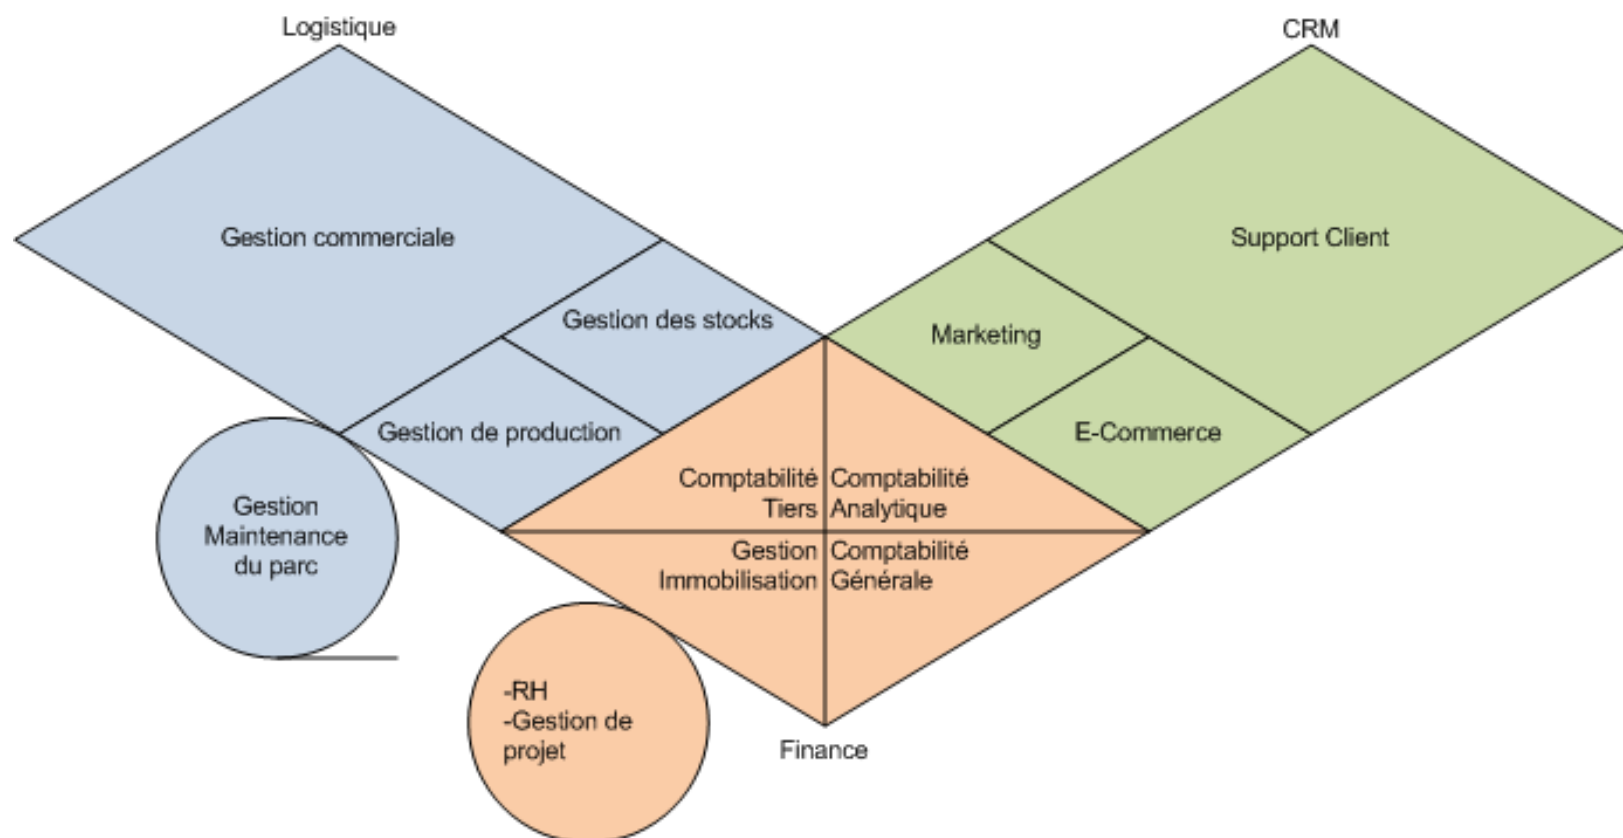 Logistique
CRM
Gestion commerciale
Support Client
Gestion des stocks
Marketing
Gestion de production
E-Commerce
Comptabilité
Tiers
Comptabilité
Analytique
Gestion
Maintenance
du parc
Gestion
Immobilisation
Comptabilité
Générale
-RH
-Gestion de
projet
Finance